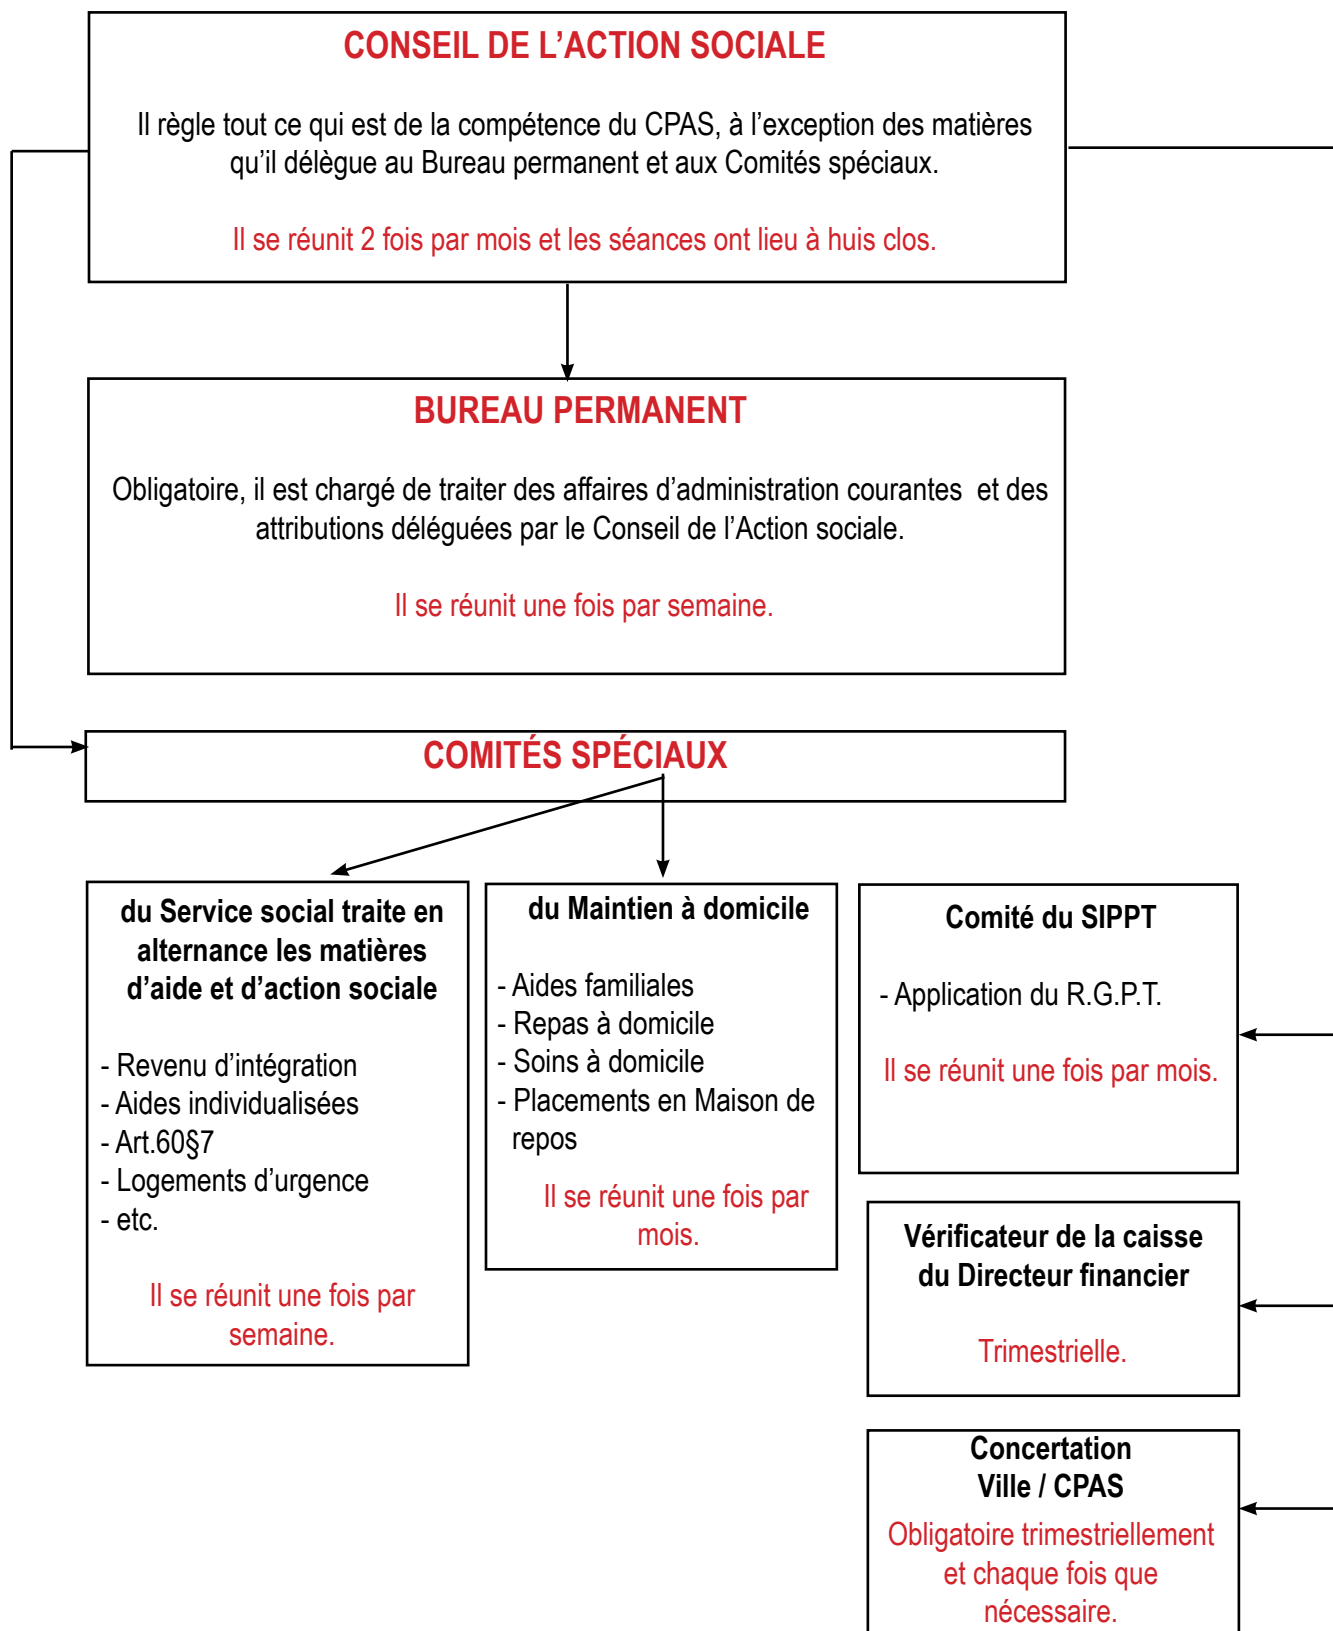 CONSEIL DE L’ACTION SOCIALE
Il règle tout ce qui est de la compétence du CPAS, à l’exception des matières
qu’il délègue au Bureau permanent et aux Comités spéciaux.
Il se réunit 2 fois par mois et les séances ont lieu à huis clos.
BUREAU PERMANENT
Obligatoire, il est chargé de traiter des affaires d’administration courantes  et des
attributions déléguées par le Conseil de l’Action sociale.
Il se réunit une fois par semaine.
COMITÉS SPÉCIAUX
du Service social traite en
alternance les matières
d’aide et d’action sociale
- Revenu d’intégration
- Aides individualisées
- Art.60§7
- Logements d’urgence
- etc.
Il se réunit une fois par
semaine.
du Maintien à domicile
- Aides familiales
- Repas à domicile
- Soins à domicile
- Placements en Maison de
repos
Il se réunit une fois par
mois.
Comité du SIPPT
- Application du R.G.P.T.
Il se réunit une fois par mois.
Vérificateur de la caisse
du Directeur financier
Trimestrielle.
Concertation
Ville / CPAS
Obligatoire trimestriellement
et chaque fois que
nécessaire.